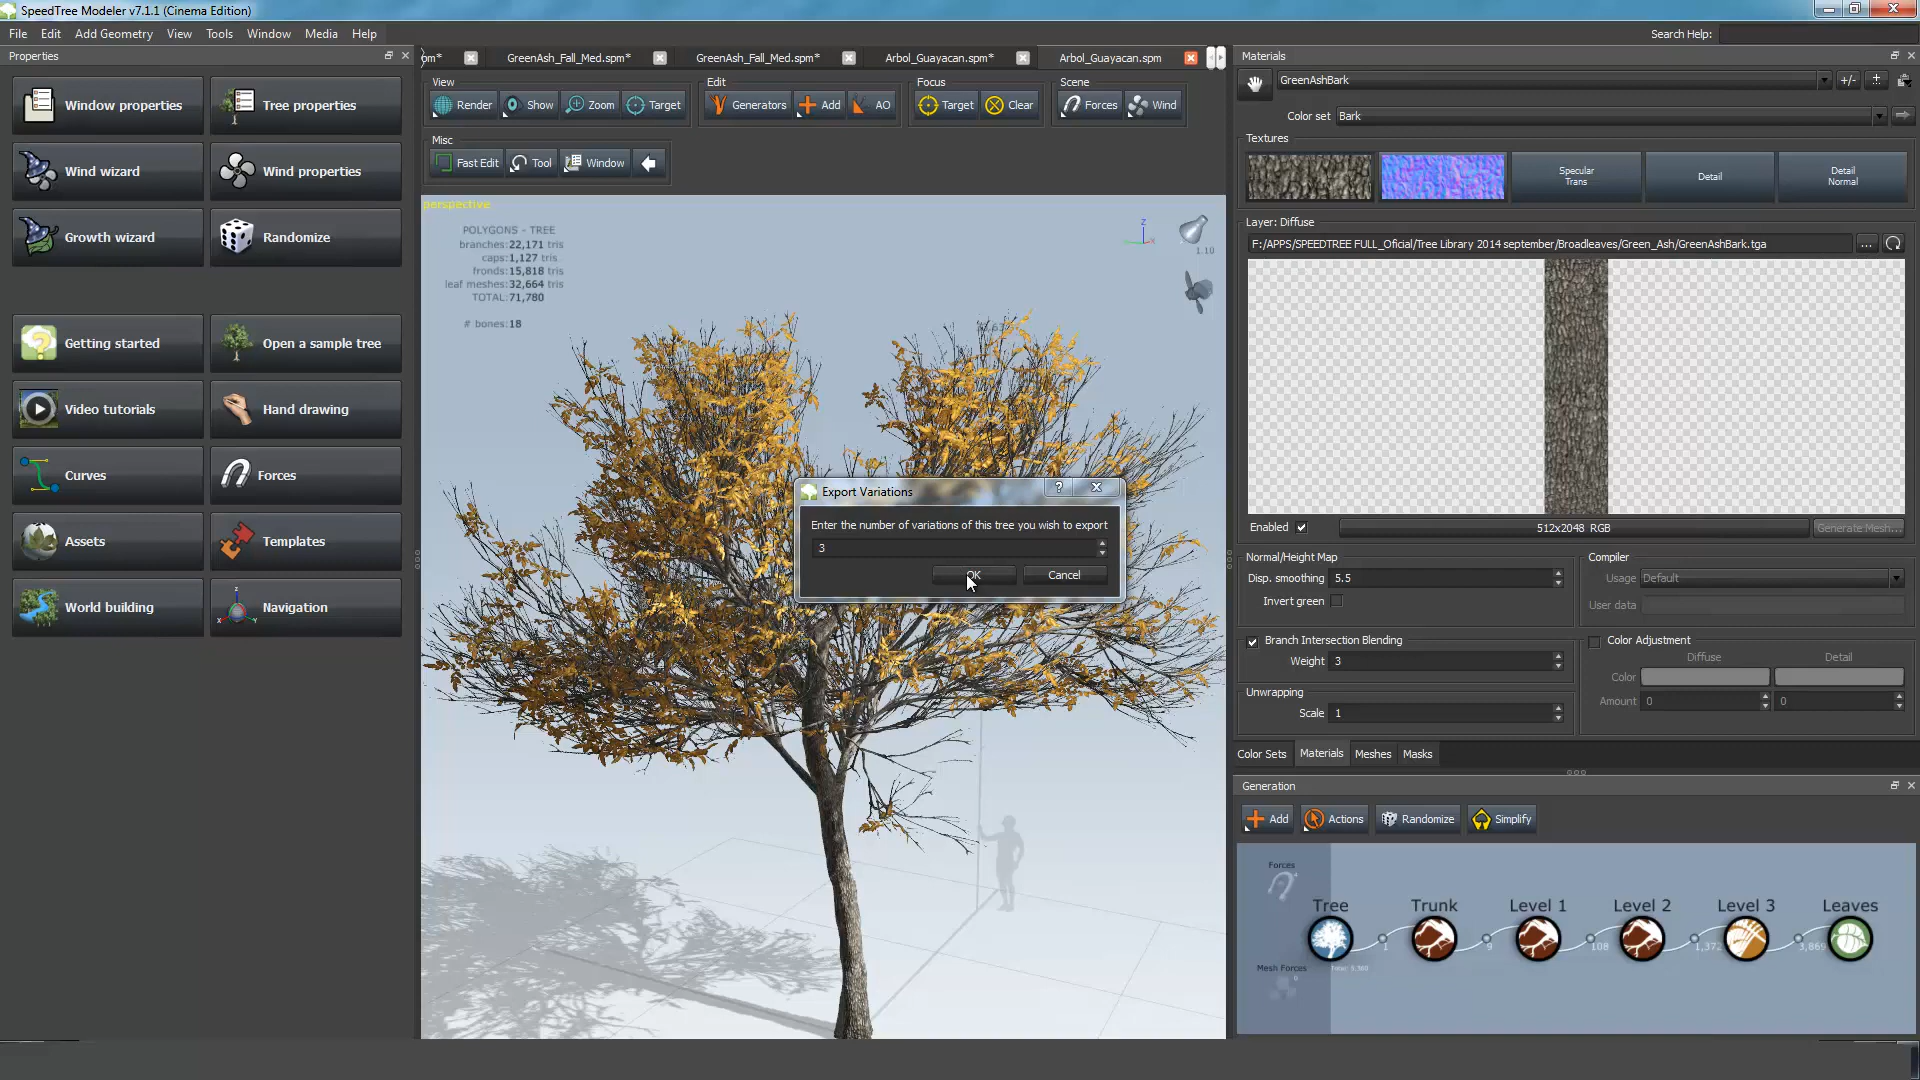 SpeedTree Modeler v7.1.1 (Cinema Edition)
File Edit Add Geometry View Tools Window Media Help
Search Help:
Properties
Window properties
Tree properties
Wind wizard
Wind properties
Growth wizard
Randomize
Getting started
Open a sample tree
Video tutorials
Hand drawing
Curves
Forces
Assets
Templates
World building
Navigation
om*
GreenAsh_Fall_Med.spm*
GreenAsh_Fall_Med.spm*
Arbol_Guayacan.spm*
Arbol_Guayacan.spm
View
Render
Show
Zoom
Target
Edit
Generators
Add
AO
Focus
Target
Clear
Scene
Forces
Wind
Misc
Fast Edit
Tool
Window
perspective
POLYGONS - TREE
branches:22,171 tris
caps:1,127 tris
fronds:15,818 tris
leaf meshes:32,664 tris
TOTAL:71,780
# bones:18
Z
1.10
Export Variations
Enter the number of variations of this tree you wish to export
3
OK
Cancel
Materials
GreenAshBark
+/-
+
Color set Bark
Textures
Specular
Trans
Detail
Detail
Normal
Layer: Diffuse
F:/APPS/SPEEDTREE FULL_Oficial/Tree Library 2014 september/Broadleaves/Green_Ash/GreenAshBark.tga
...
Enabled
512x2048 RGB
Generate Mesh...
Normal/Height Map
Disp. smoothing 5.5
Invert green
Compiler
Usage Default
User data
Branch Intersection Blending
Weight 3
Color Adjustment
Diffuse Detail
Color
Amount 0 0
Unwrapping
Scale 1
Color Sets Materials Meshes Masks
Generation
Add
Actions
Randomize
Simplify
Forces
Tree Trunk Level 1 Level 2 Level 3 Leaves
1 9 108 1,372 3,869
Mesh Forces